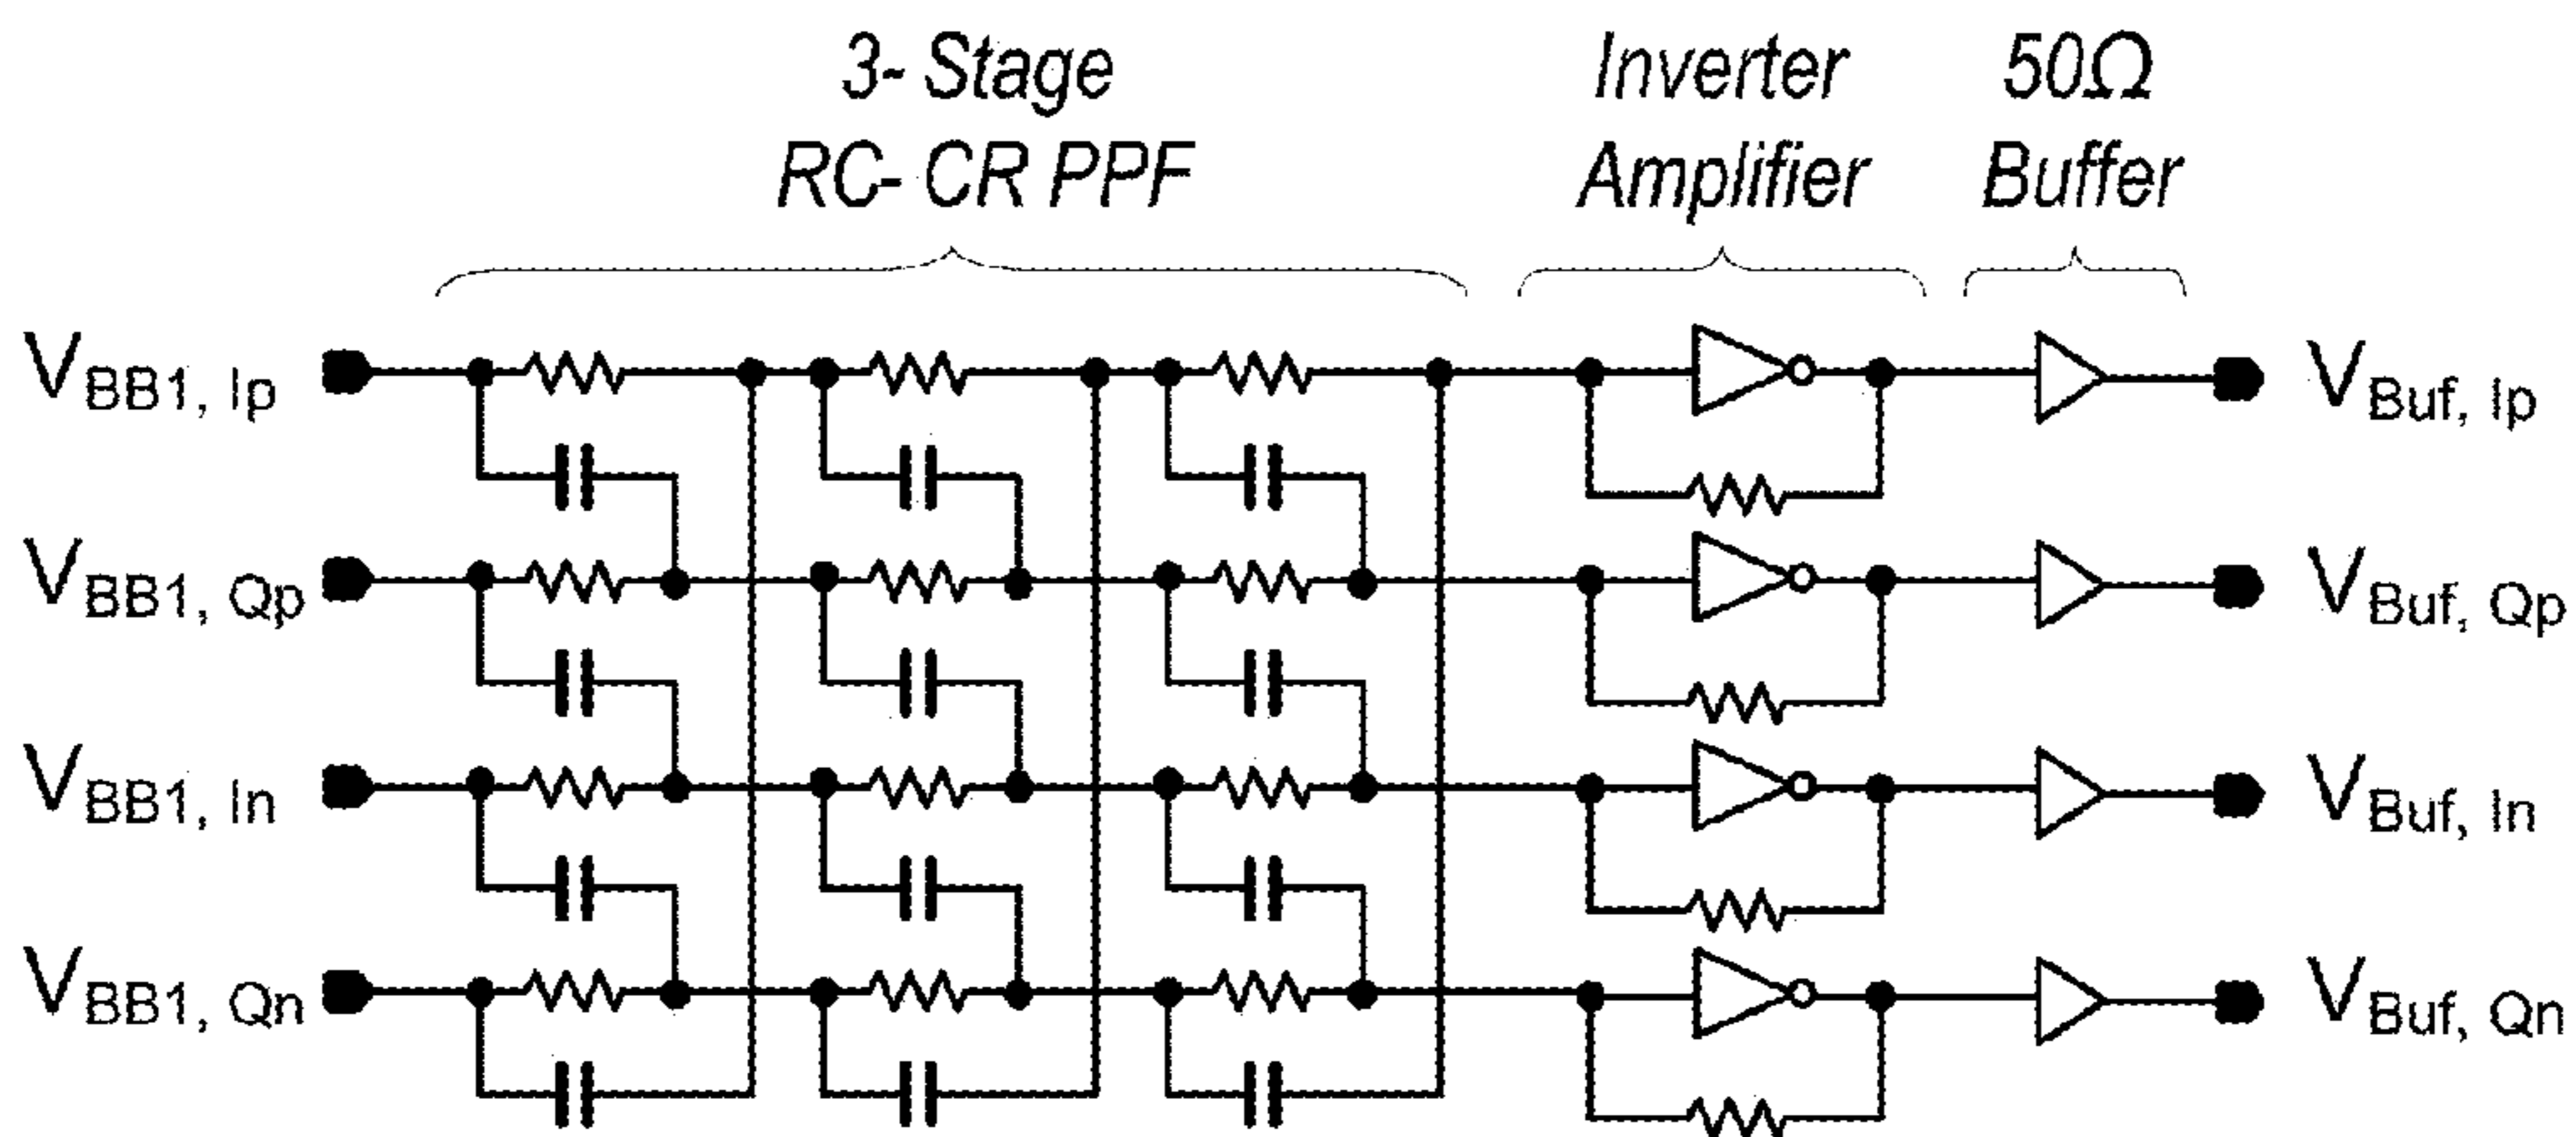 3- Stage
RC- CR PPF
Inverter
Amplifier
50Ω
Buffer
VBB1, Ip
VBuf, Ip
VBB1, Qp
VBuf, Qp
VBB1, In
VBuf, In
VBB1, Qn
VBuf, Qn